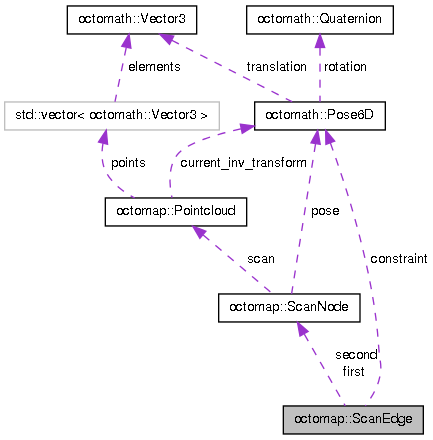 octomath::Vector3
octomath::Quaternion
elements
translation
rotation
std::vector< octomath::Vector3 >
octomath::Pose6D
points
current_inv_transform
octomap::Pointcloud
pose
scan
constraint
octomap::ScanNode
second
first
octomap::ScanEdge